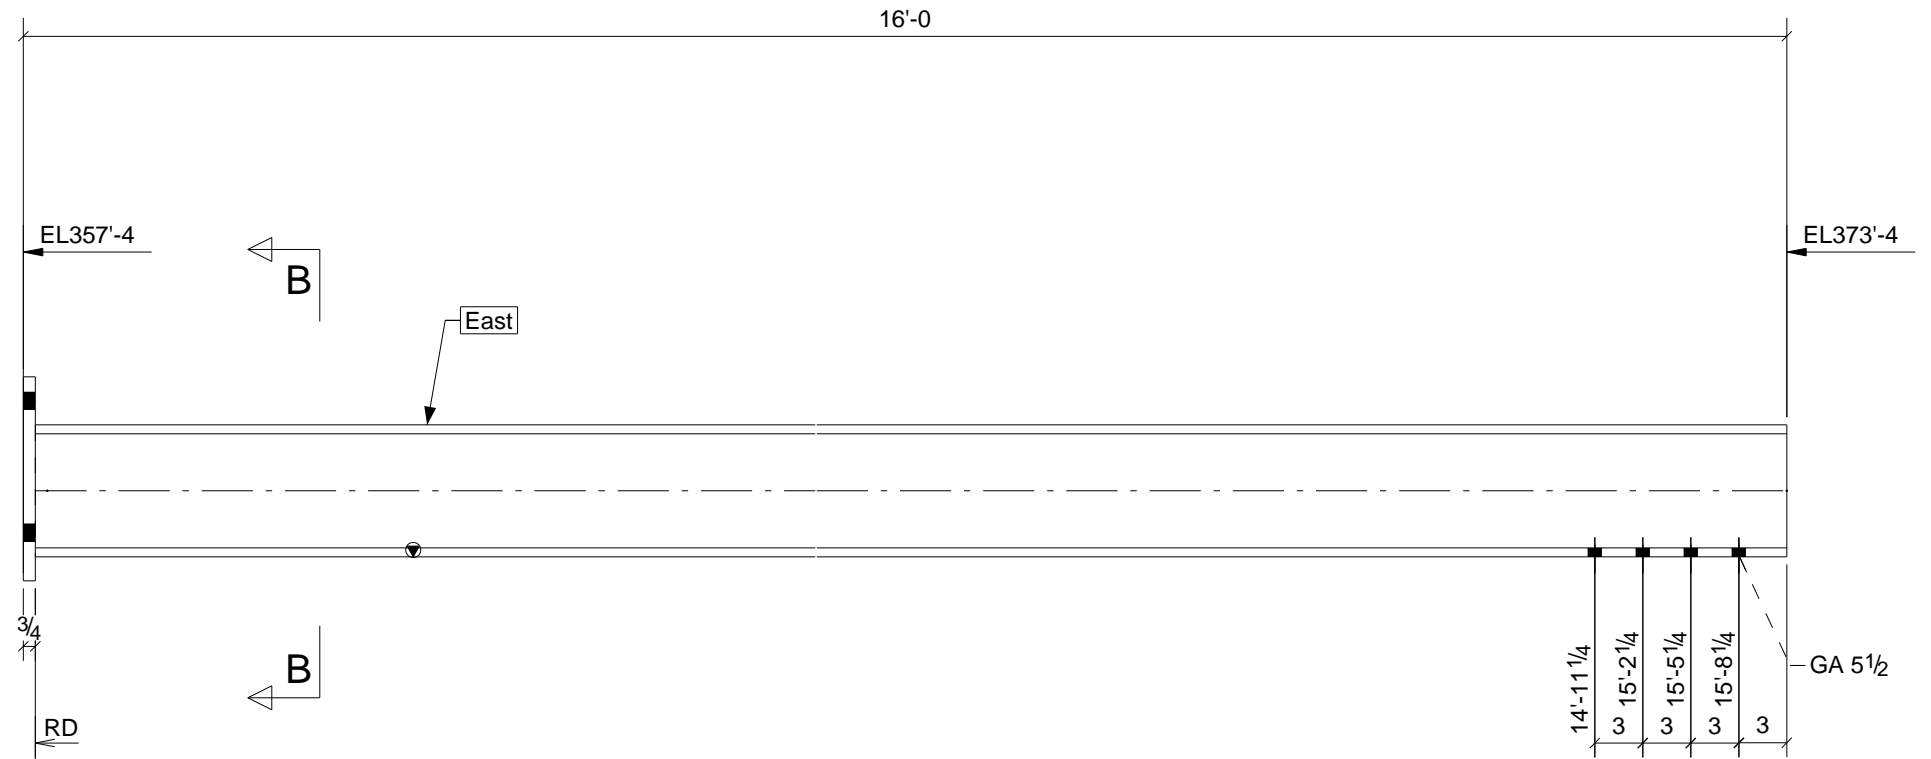 16'-0
EL357'-4
EL373'-4
B
East
3/4
B
14'-11 1/4
15'-2 1/4
15'-5 1/4
15'-8 1/4
GA 5 1/2
RD
3
3
3
3